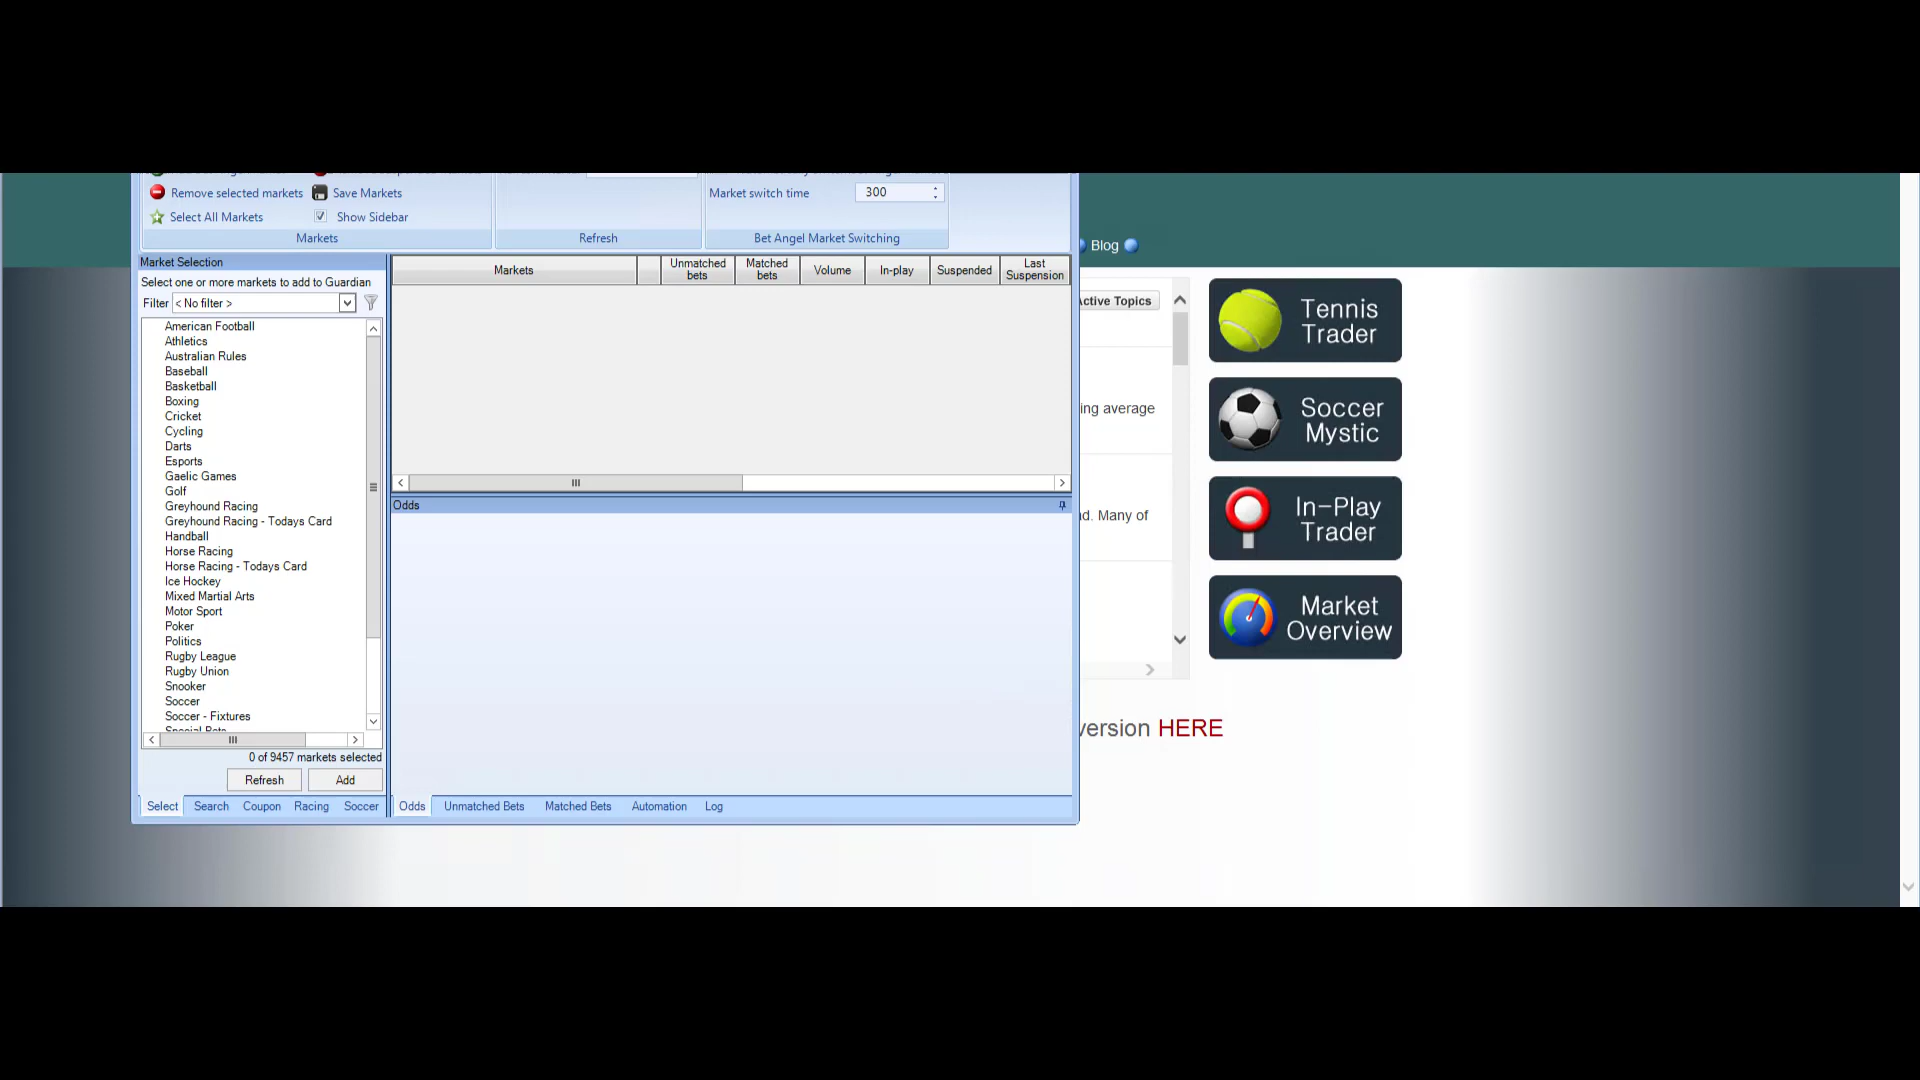 Remove selected markets
Save Markets
Market switch time
300
Select All Markets
Show Sidebar
Markets
Refresh
Bet Angel Market Switching
Blog
Market Selection
Select one or more markets to add to Guardian
Filter
< No filter >
Markets
Unmatched bets
Matched bets
Volume
In-play
Suspended
Last Suspension
American Football
Athletics
Australian Rules
Baseball
Basketball
Boxing
Cricket
Cycling
Darts
Esports
Gaelic Games
Golf
Greyhound Racing
Greyhound Racing - Todays Card
Handball
Horse Racing
Horse Racing - Todays Card
Ice Hockey
Mixed Martial Arts
Motor Sport
Poker
Politics
Rugby League
Rugby Union
Snooker
Soccer
Soccer - Fixtures
Special Bets
0 of 9457 markets selected
Refresh
Add
Select
Search
Coupon
Racing
Soccer
Odds
Odds
Unmatched Bets
Matched Bets
Automation
Log
Active Topics
ing average
d. Many of
version HERE
Tennis
Trader
Soccer
Mystic
In-Play
Trader
Market
Overview